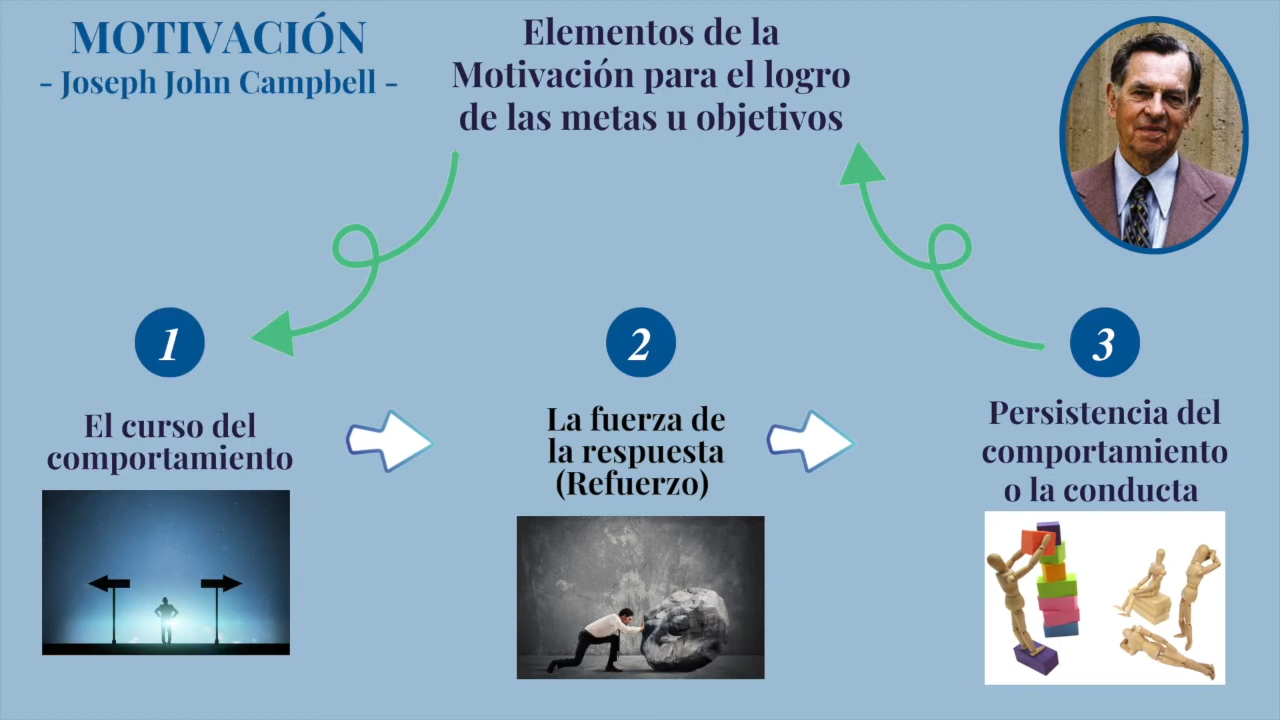 MOTIVACIÓN
- Joseph John Campbell -
Elementos de la
Motivación para el logro
de las metas u objetivos
1
El curso del
comportamiento
2
La fuerza de
la respuesta
(Refuerzo)
3
Persistencia del
comportamiento
o la conducta